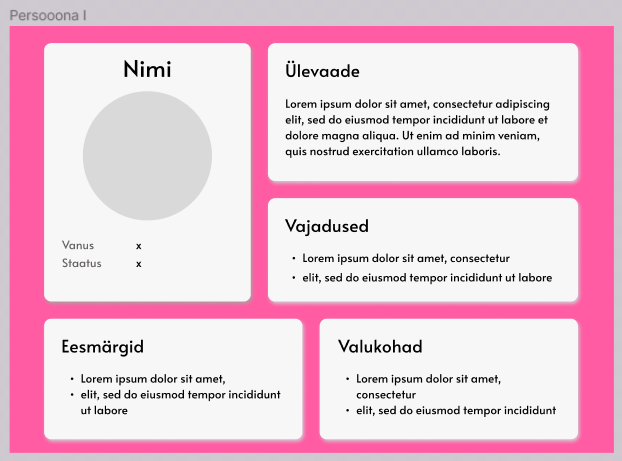 Persooona I
Nimi
Vanus x
Staatus x
Ülevaade
Lorem ipsum dolor sit amet, consectetur adipiscing
elit, sed do eiusmod tempor incididunt ut labore et
dolore magna aliqua. Ut enim ad minim veniam,
quis nostrud exercitation ullamco laboris.
Vajadused
• Lorem ipsum dolor sit amet, consectetur
• elit, sed do eiusmod tempor incididunt ut labore
Eesmärgid
• Lorem ipsum dolor sit amet,
• elit, sed do eiusmod tempor incididunt
ut labore
Valukohad
• Lorem ipsum dolor sit amet,
consectetur
• elit, sed do eiusmod tempor incididunt